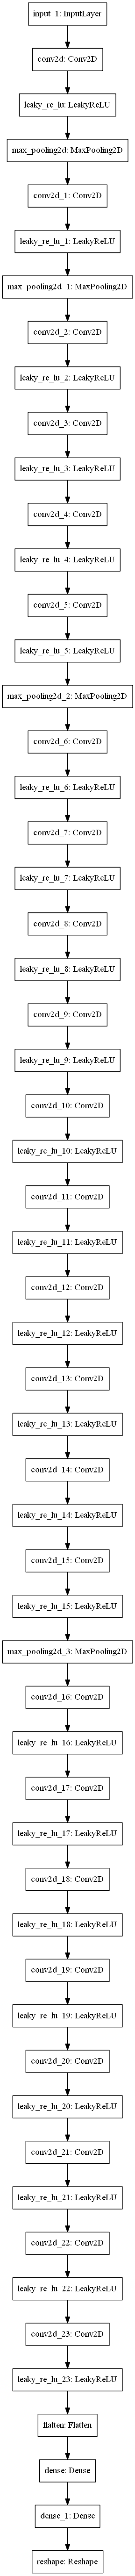 input_1: InputLayer
conv2d: Conv2D
leaky_re_lu: LeakyReLU
max_pooling2d: MaxPooling2D
conv2d_1: Conv2D
leaky_re_lu_1: LeakyReLU
max_pooling2d_1: MaxPooling2D
conv2d_2: Conv2D
leaky_re_lu_2: LeakyReLU
conv2d_3: Conv2D
leaky_re_lu_3: LeakyReLU
conv2d_4: Conv2D
leaky_re_lu_4: LeakyReLU
conv2d_5: Conv2D
leaky_re_lu_5: LeakyReLU
max_pooling2d_2: MaxPooling2D
conv2d_6: Conv2D
leaky_re_lu_6: LeakyReLU
conv2d_7: Conv2D
leaky_re_lu_7: LeakyReLU
conv2d_8: Conv2D
leaky_re_lu_8: LeakyReLU
conv2d_9: Conv2D
leaky_re_lu_9: LeakyReLU
conv2d_10: Conv2D
leaky_re_lu_10: LeakyReLU
conv2d_11: Conv2D
leaky_re_lu_11: LeakyReLU
conv2d_12: Conv2D
leaky_re_lu_12: LeakyReLU
conv2d_13: Conv2D
leaky_re_lu_13: LeakyReLU
conv2d_14: Conv2D
leaky_re_lu_14: LeakyReLU
conv2d_15: Conv2D
leaky_re_lu_15: LeakyReLU
max_pooling2d_3: MaxPooling2D
conv2d_16: Conv2D
leaky_re_lu_16: LeakyReLU
conv2d_17: Conv2D
leaky_re_lu_17: LeakyReLU
conv2d_18: Conv2D
leaky_re_lu_18: LeakyReLU
conv2d_19: Conv2D
leaky_re_lu_19: LeakyReLU
conv2d_20: Conv2D
leaky_re_lu_20: LeakyReLU
conv2d_21: Conv2D
leaky_re_lu_21: LeakyReLU
conv2d_22: Conv2D
leaky_re_lu_22: LeakyReLU
conv2d_23: Conv2D
leaky_re_lu_23: LeakyReLU
flatten: Flatten
dense: Dense
dense_1: Dense
reshape: Reshape